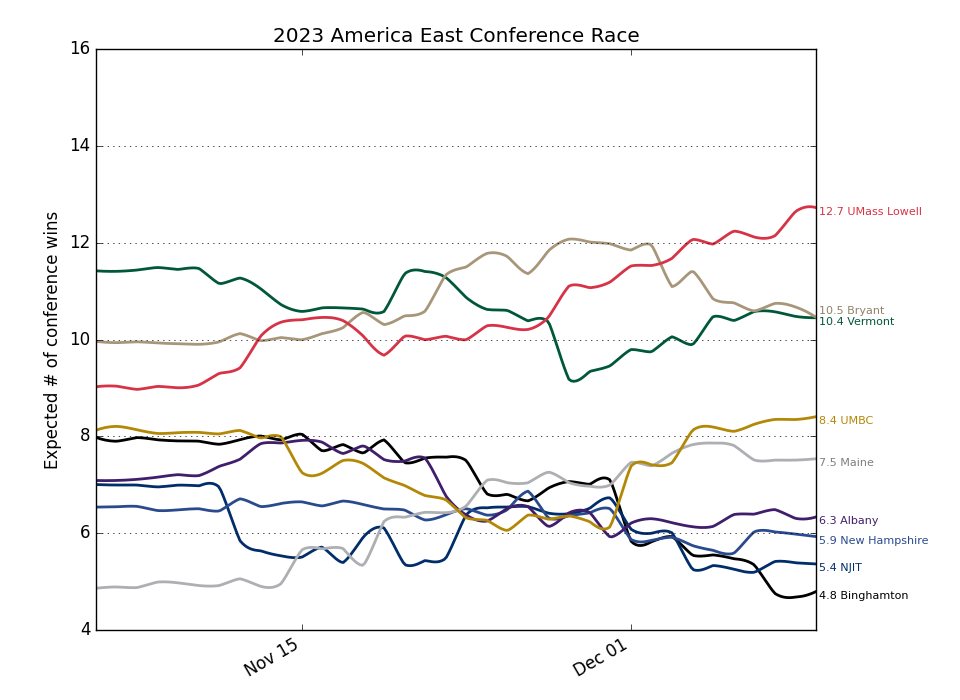 2023 America East Conference Race
Expected # of conference wins
16
14
12
10
8
6
4
Nov 15
Dec 01
12.7 UMass Lowell
10.5 Bryant
10.4 Vermont
8.4 UMBC
7.5 Maine
6.3 Albany
5.9 New Hampshire
5.4 NJIT
4.8 Binghamton